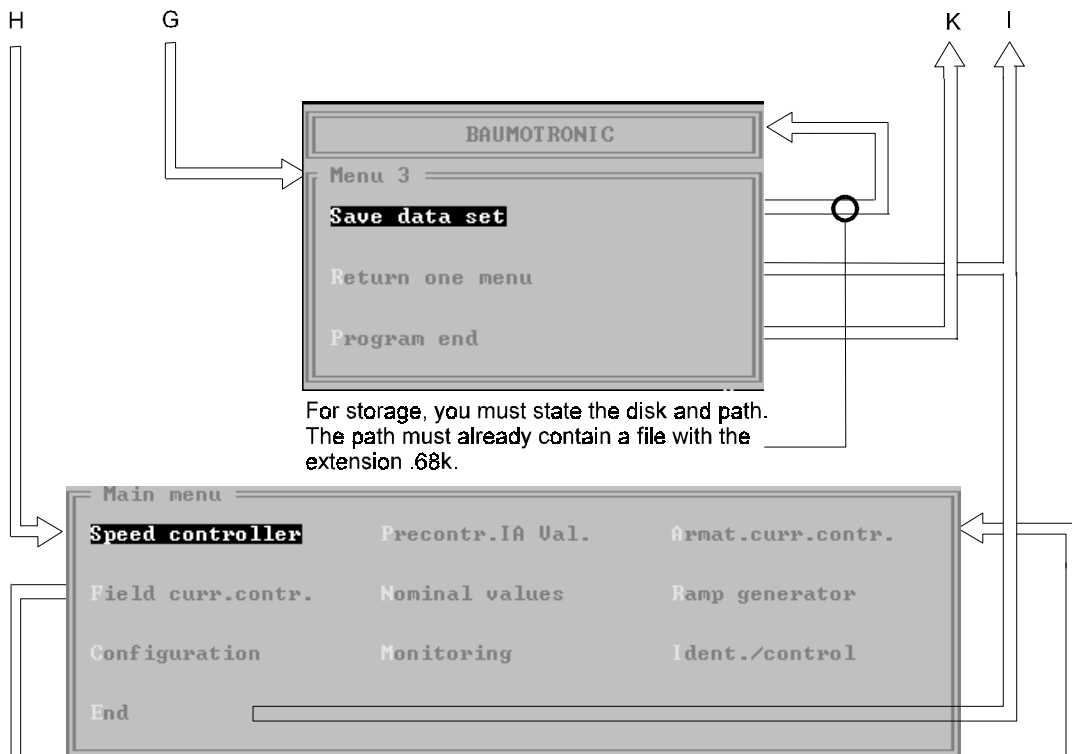 H G K I
BAUMOTRONIC
Menu 3
Save data set
Return one menu
Program end
For storage, you must state the disk and path.
The path must already contain a file with the
extension .68k.
Main menu
Speed controller Precontr.IA Val. Armat.curr.contr.
Field curr.contr. Nominal values Ramp generator
Configuration Monitoring Ident./control
End